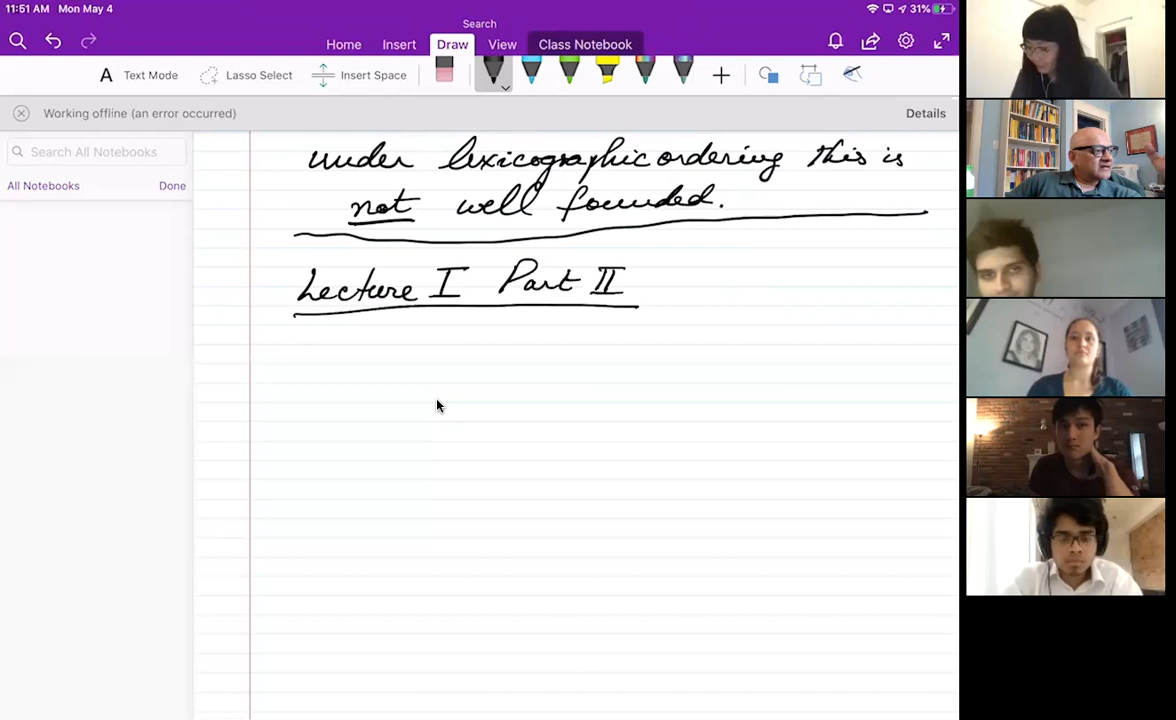 11:51 AM Mon May 4
31%
Search
Home Insert Draw View Class Notebook
A Text Mode Lasso Select Insert Space
Working offline (an error occurred) Details
Search All Notebooks
All Notebooks Done
under lexicographic ordering this is
not well founded.
Lecture I Part II